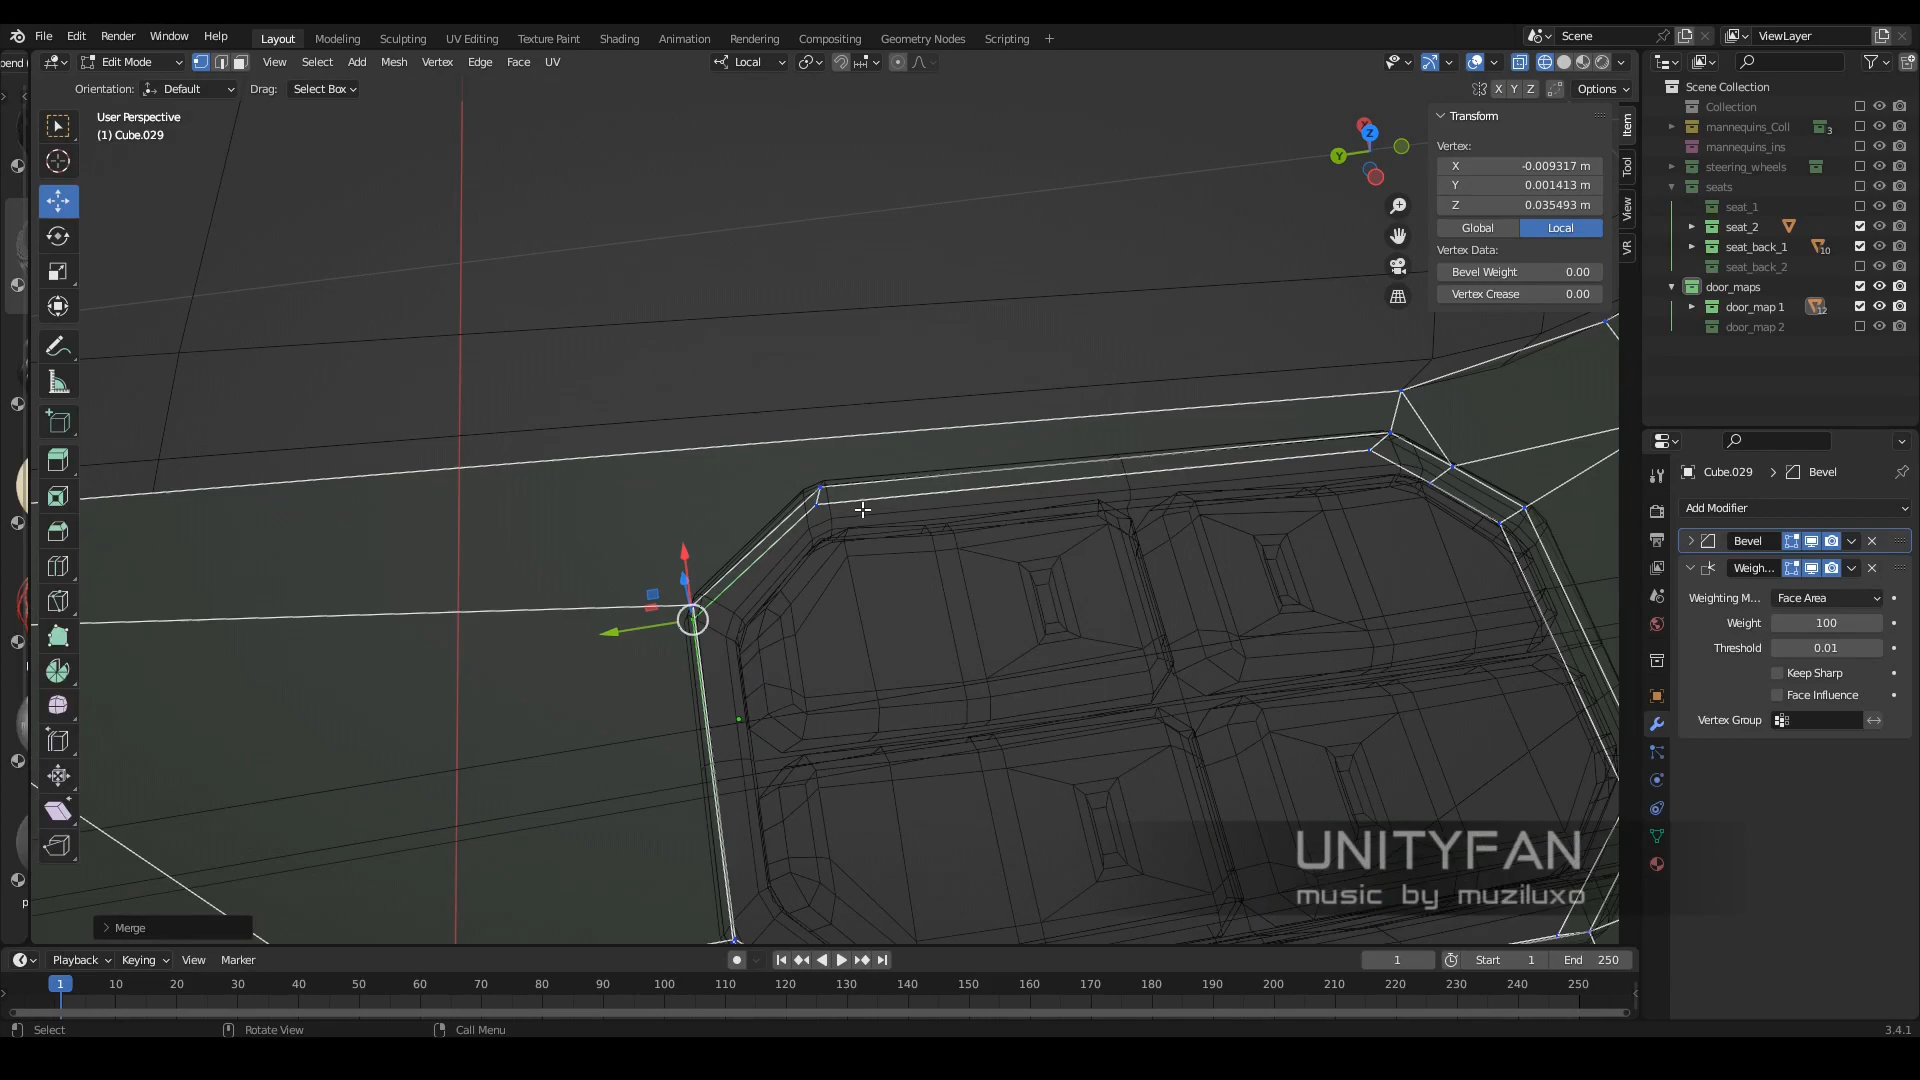 File Edit Render Window Help Layout Modeling Sculpting UV Editing Texture Paint Shading Animation Rendering Compositing Geometry Nodes Scripting + Scene ViewLayer
Edit Mode View Select Add Mesh Vertex Edge Face UV Local
Orientation: Default Drag: Select Box X Y Z Options
User Perspective
(1) Cube.029
Z
Y
Transform
Vertex:
X -0.009317 m
Y 0.001413 m
Z 0.035493 m
Global Local
Vertex Data:
Bevel Weight 0.00
Vertex Crease 0.00
Item
Tool
View
VR
Scene Collection
Collection
mannequins_Coll 3
mannequins_ins
steering_wheels
seats
seat_1
seat_2
seat_back_1 10
seat_back_2
door_maps
door_map 1 12
door_map 2
Cube.029 Bevel
Add Modifier
Bevel
Weigh...
Weighting M... Face Area
Weight 100
Threshold 0.01
Keep Sharp
Face Influence
Vertex Group
UNITYFAN
music by muziluxo
Merge
Playback Keying View Marker 1 Start 1 End 250
1 10 20 30 40 50 60 70 80 90 100 110 120 130 140 150 160 170 180 190 200 210 220 230 240 250
Select Rotate View Call Menu 3.4.1